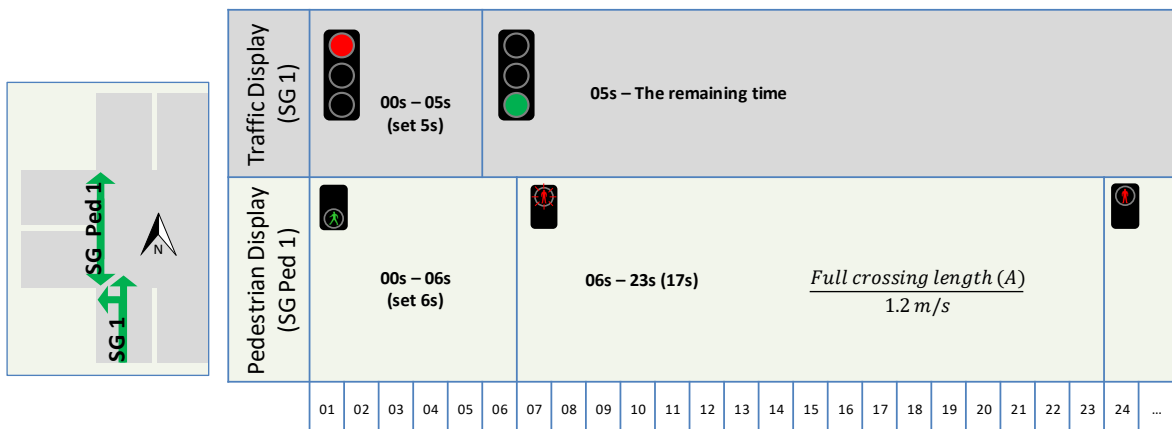 SG Ped 1
SG 1
N
Traffic Display
(SG 1)
00s – 05s
(set 5s)
05s – The remaining time
Pedestrian Display
(SG Ped 1)
00s – 06s
(set 6s)
06s – 23s (17s)
Full crossing length (A)
1.2 m/s
01 02 03 04 05 06 07 08 09 10 11 12 13 14 15 16 17 18 19 20 21 22 23 24 ...